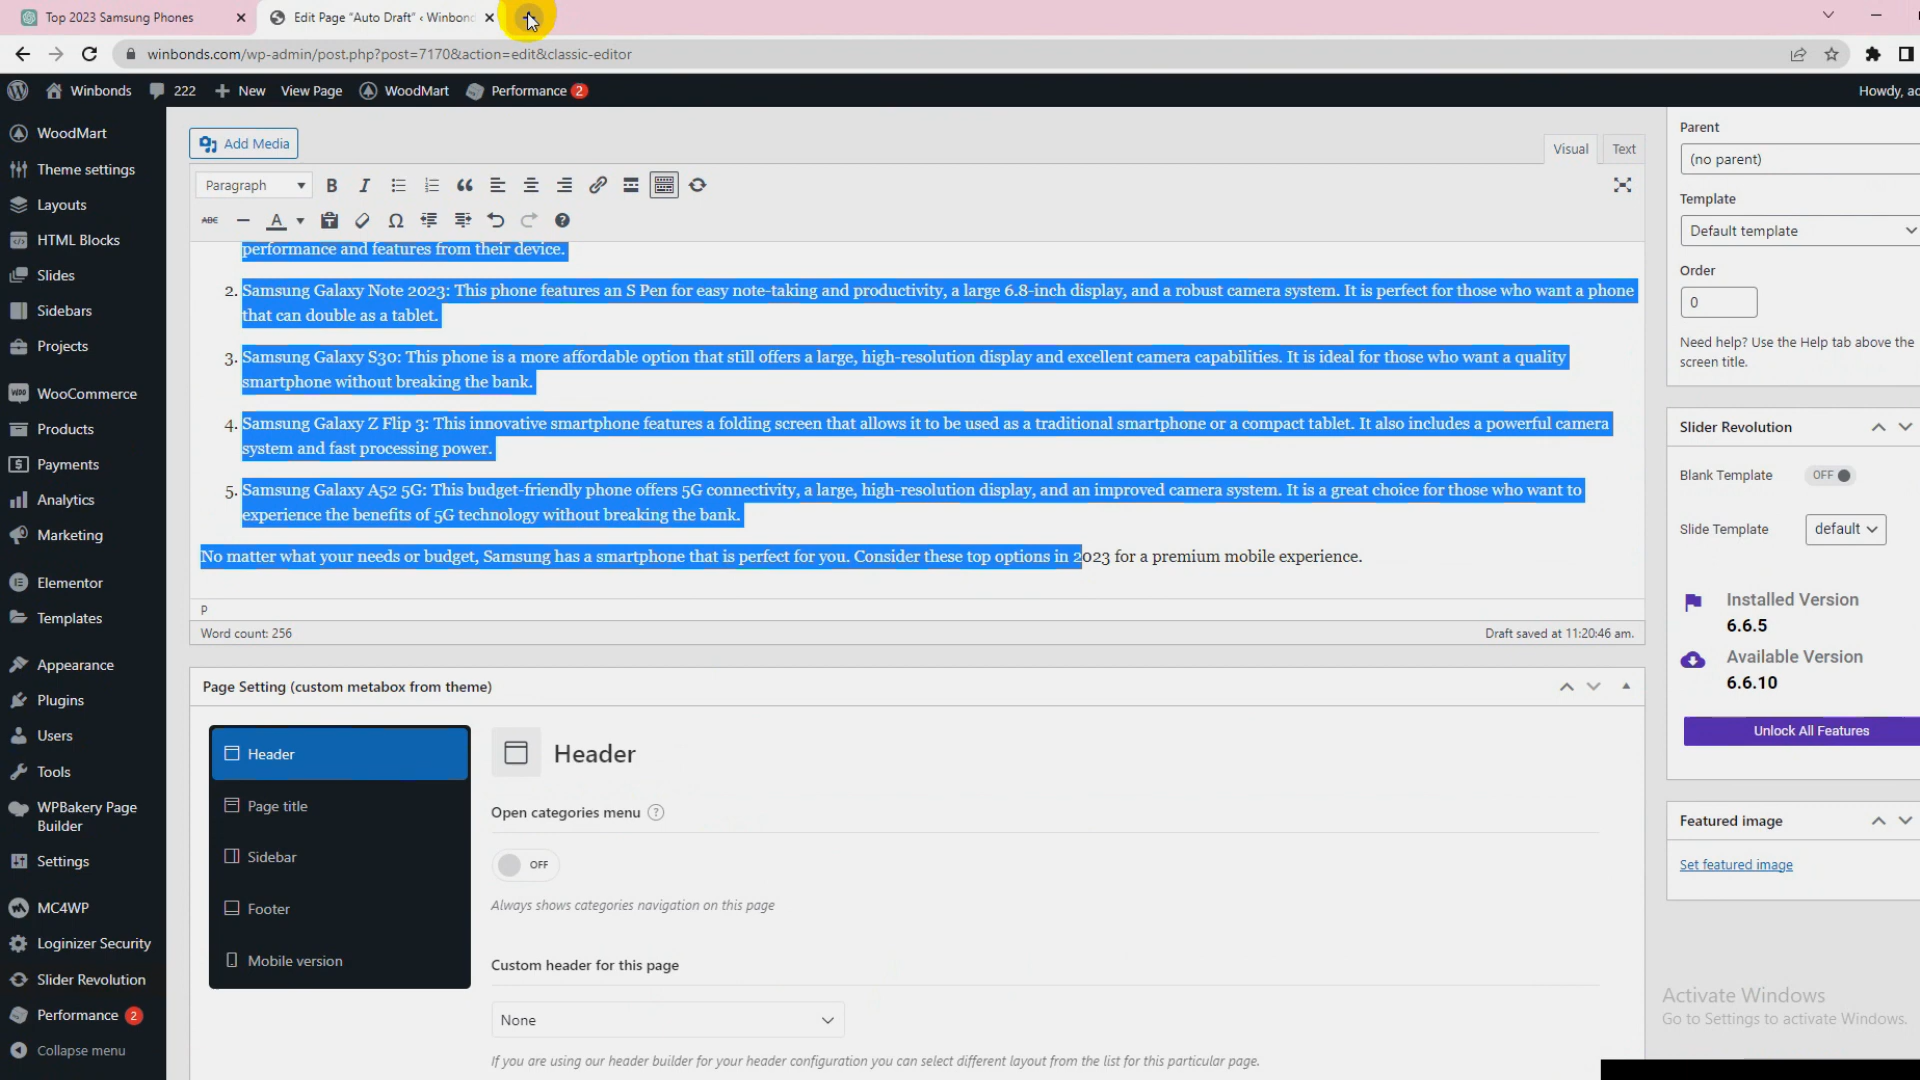 Top 2023 Samsung Phones
Edit Page "Auto Draft" ‹ Winbon
winbonds.com/wp-admin/post.php?post=7170&action=edit&classic-editor
Winbonds
222
New
View Page
WoodMart
Performance 2
Howdy, ac
WoodMart
Theme settings
Layouts
HTML Blocks
Slides
Sidebars
Projects
WooCommerce
Products
Payments
Analytics
Marketing
Elementor
Templates
Appearance
Plugins
Users
Tools
WPBakery Page
Builder
Settings
MC4WP
Loginizer Security
Slider Revolution
Performance 2
Collapse menu
Add Media
Visual
Text
Paragraph
B I
ABC
A
performance and features from their device.
2. Samsung Galaxy Note 2023: This phone features an S Pen for easy note-taking and productivity, a large 6.8-inch display, and a robust camera system. It is perfect for those who want a phone
that can double as a tablet.
3. Samsung Galaxy S30: This phone is a more affordable option that still offers a large, high-resolution display and excellent camera capabilities. It is ideal for those who want a quality
smartphone without breaking the bank.
4. Samsung Galaxy Z Flip 3: This innovative smartphone features a folding screen that allows it to be used as a traditional smartphone or a compact tablet. It also includes a powerful camera
system and fast processing power.
5. Samsung Galaxy A52 5G: This budget-friendly phone offers 5G connectivity, a large, high-resolution display, and an improved camera system. It is a great choice for those who want to
experience the benefits of 5G technology without breaking the bank.
No matter what your needs or budget, Samsung has a smartphone that is perfect for you. Consider these top options in 2023 for a premium mobile experience.
P
Word count: 256
Draft saved at 11:20:46 am.
Page Setting (custom metabox from theme)
Header
Page title
Sidebar
Footer
Mobile version
Header
Open categories menu ?
OFF
Always shows categories navigation on this page
Custom header for this page
None
If you are using our header builder for your header configuration you can select different layout from the list for this particular page.
Parent
(no parent)
Template
Default template
Order
0
Need help? Use the Help tab above the
screen title.
Slider Revolution
Blank Template
OFF
Slide Template
default
Installed Version
6.6.5
Available Version
6.6.10
Unlock All Features
Featured image
Set featured image
Activate Windows
Go to Settings to activate Windows.